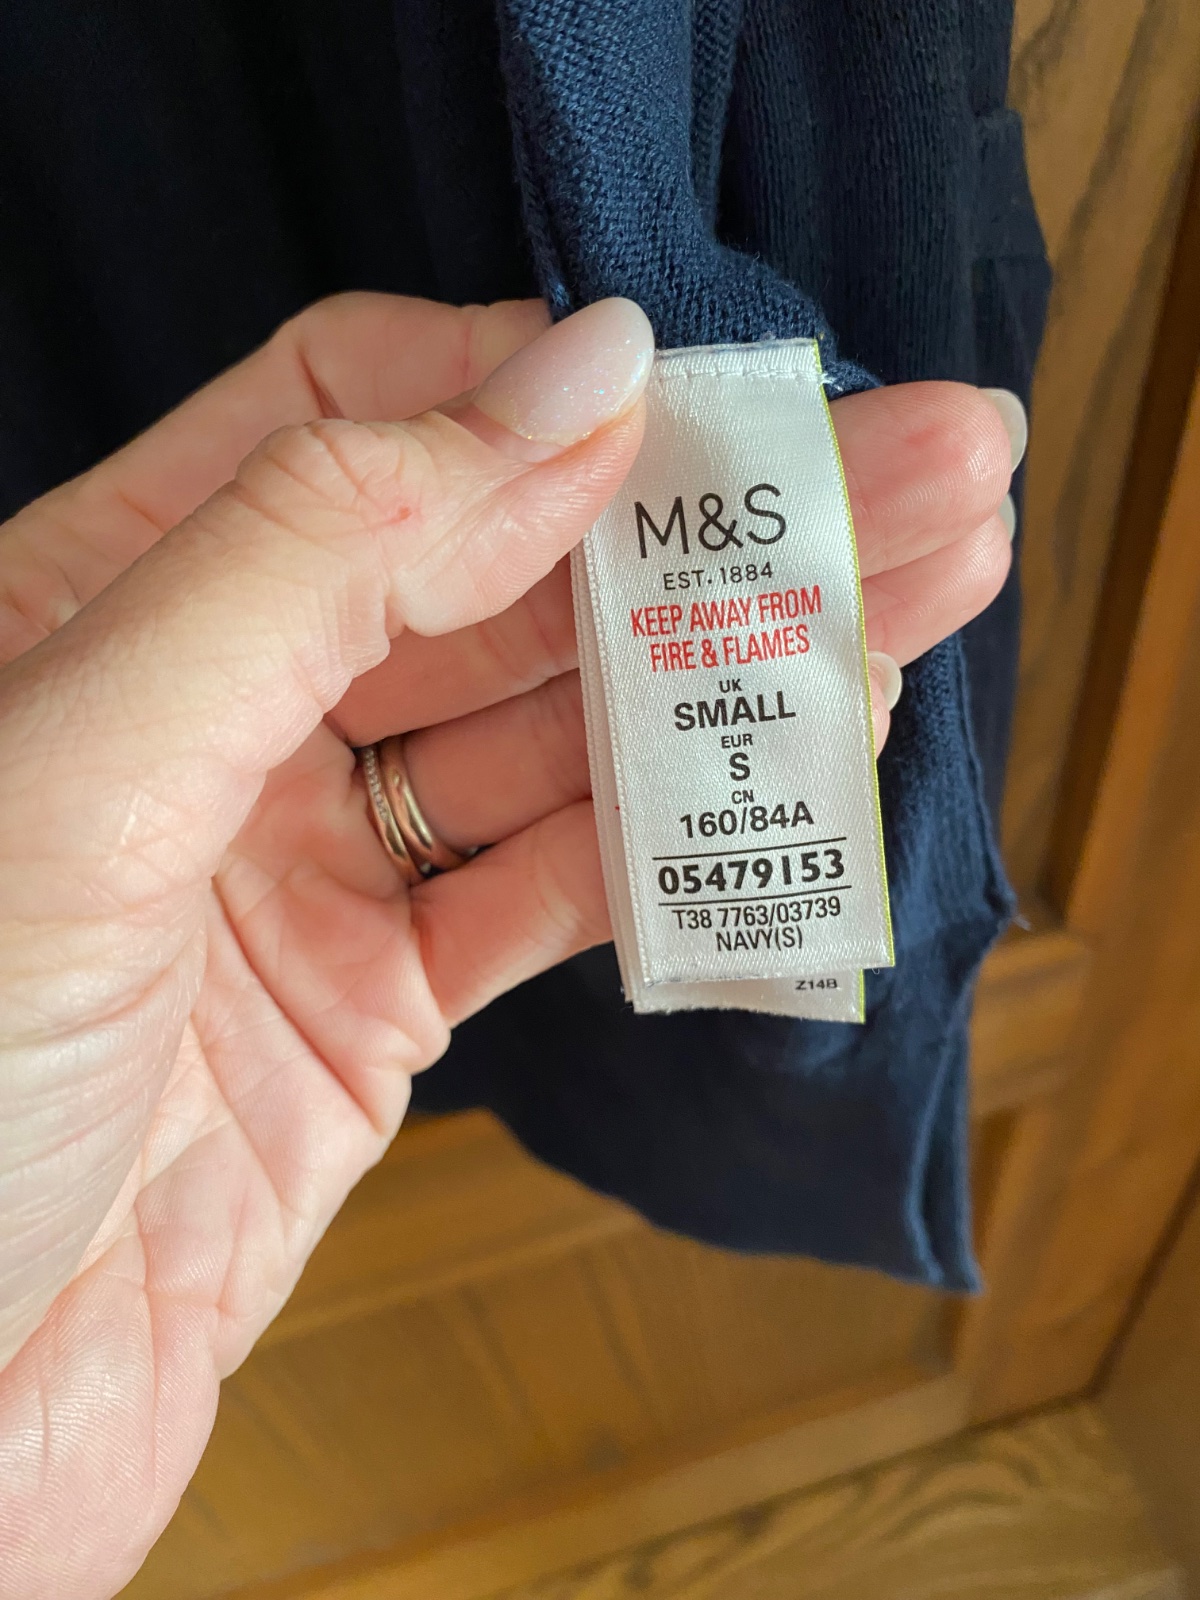 M&S
EST. 1884
KEEP AWAY FROM
FIRE & FLAMES
UK
SMALL
EUR
S
CN
160/84A
05479153
T38 7763/03739
NAVY(S)
Z14B